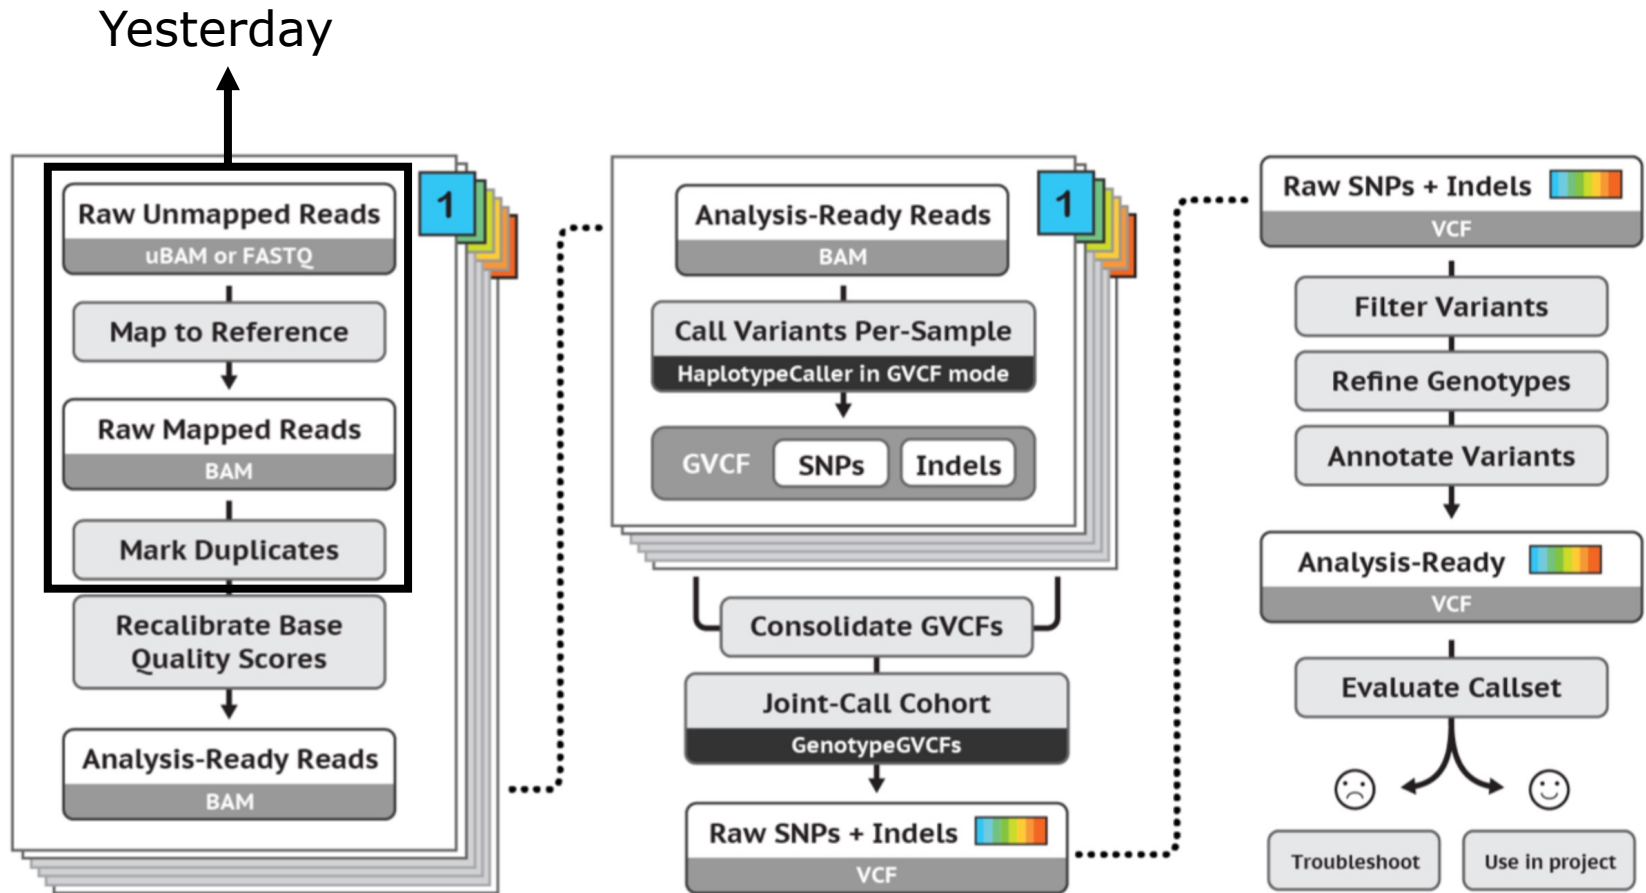 Yesterday
1
Raw Unmapped Reads
uBAM or FASTQ
Map to Reference
Raw Mapped Reads
BAM
Mark Duplicates
Recalibrate Base
Quality Scores
Analysis-Ready Reads
BAM
1
Analysis-Ready Reads
BAM
Call Variants Per-Sample
HaplotypeCaller in GVCF mode
GVCF SNPs Indels
Consolidate GVCFs
Joint-Call Cohort
GenotypeGVCFs
Raw SNPs + Indels
VCF
Raw SNPs + Indels
VCF
Filter Variants
Refine Genotypes
Annotate Variants
Analysis-Ready
VCF
Evaluate Callset
Troubleshoot
Use in project